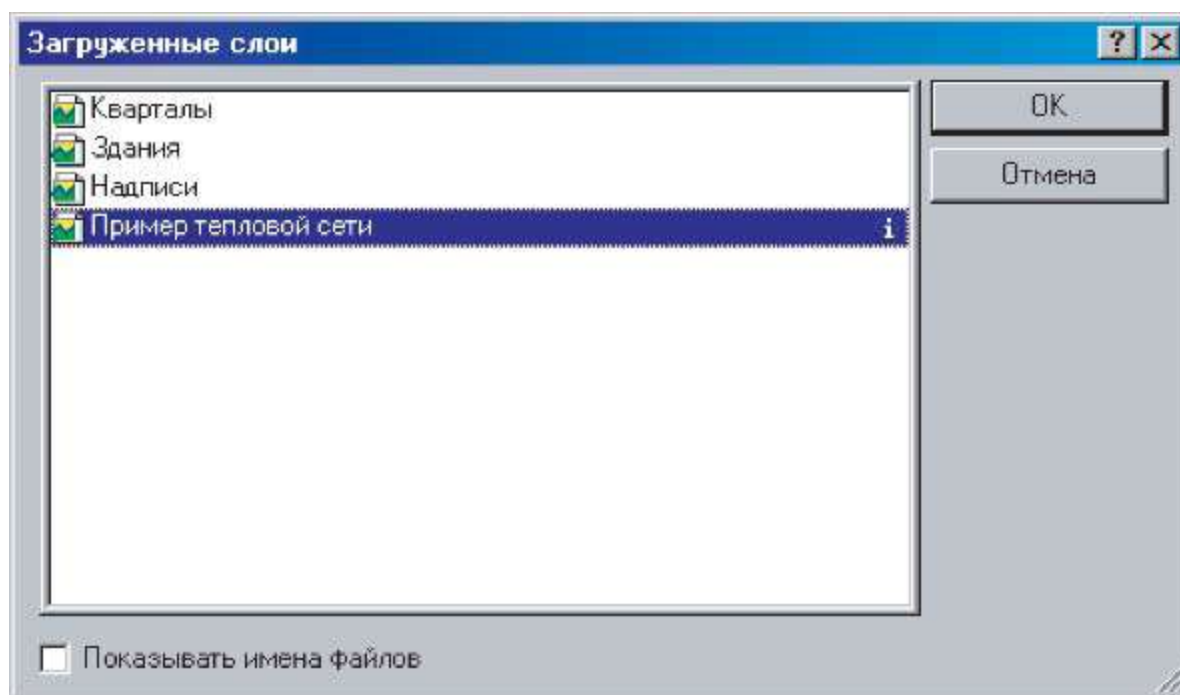 Загруженные слои
Кварталы
OK
Здания
Отмена
Надписи
Пример тепловой сети i
Показывать имена файлов